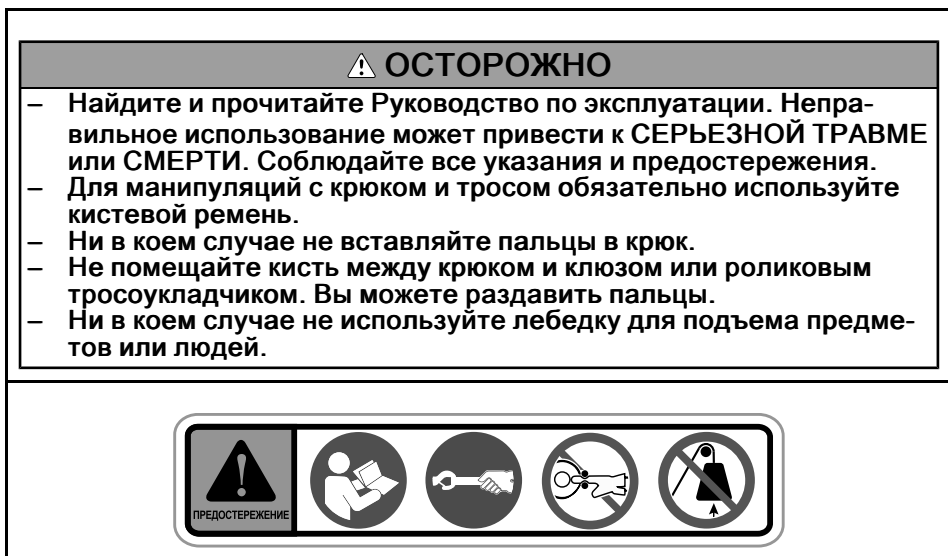 ОСТОРОЖНО
– Найдите и прочитайте Руководство по эксплуатации. Непра-
вильное использование может привести к СЕРЬЕЗНОЙ ТРАВМЕ
или СМЕРТИ. Соблюдайте все указания и предостережения.
– Для манипуляций с крюком и тросом обязательно используйте
кистевой ремень.
– Ни в коем случае не вставляйте пальцы в крюк.
– Не помещайте кисть между крюком и клюзом или роликовым
тросоукладчиком. Вы можете раздавить пальцы.
– Ни в коем случае не используйте лебедку для подъема предме-
тов или людей.
ПРЕДОСТЕРЕЖЕНИЕ